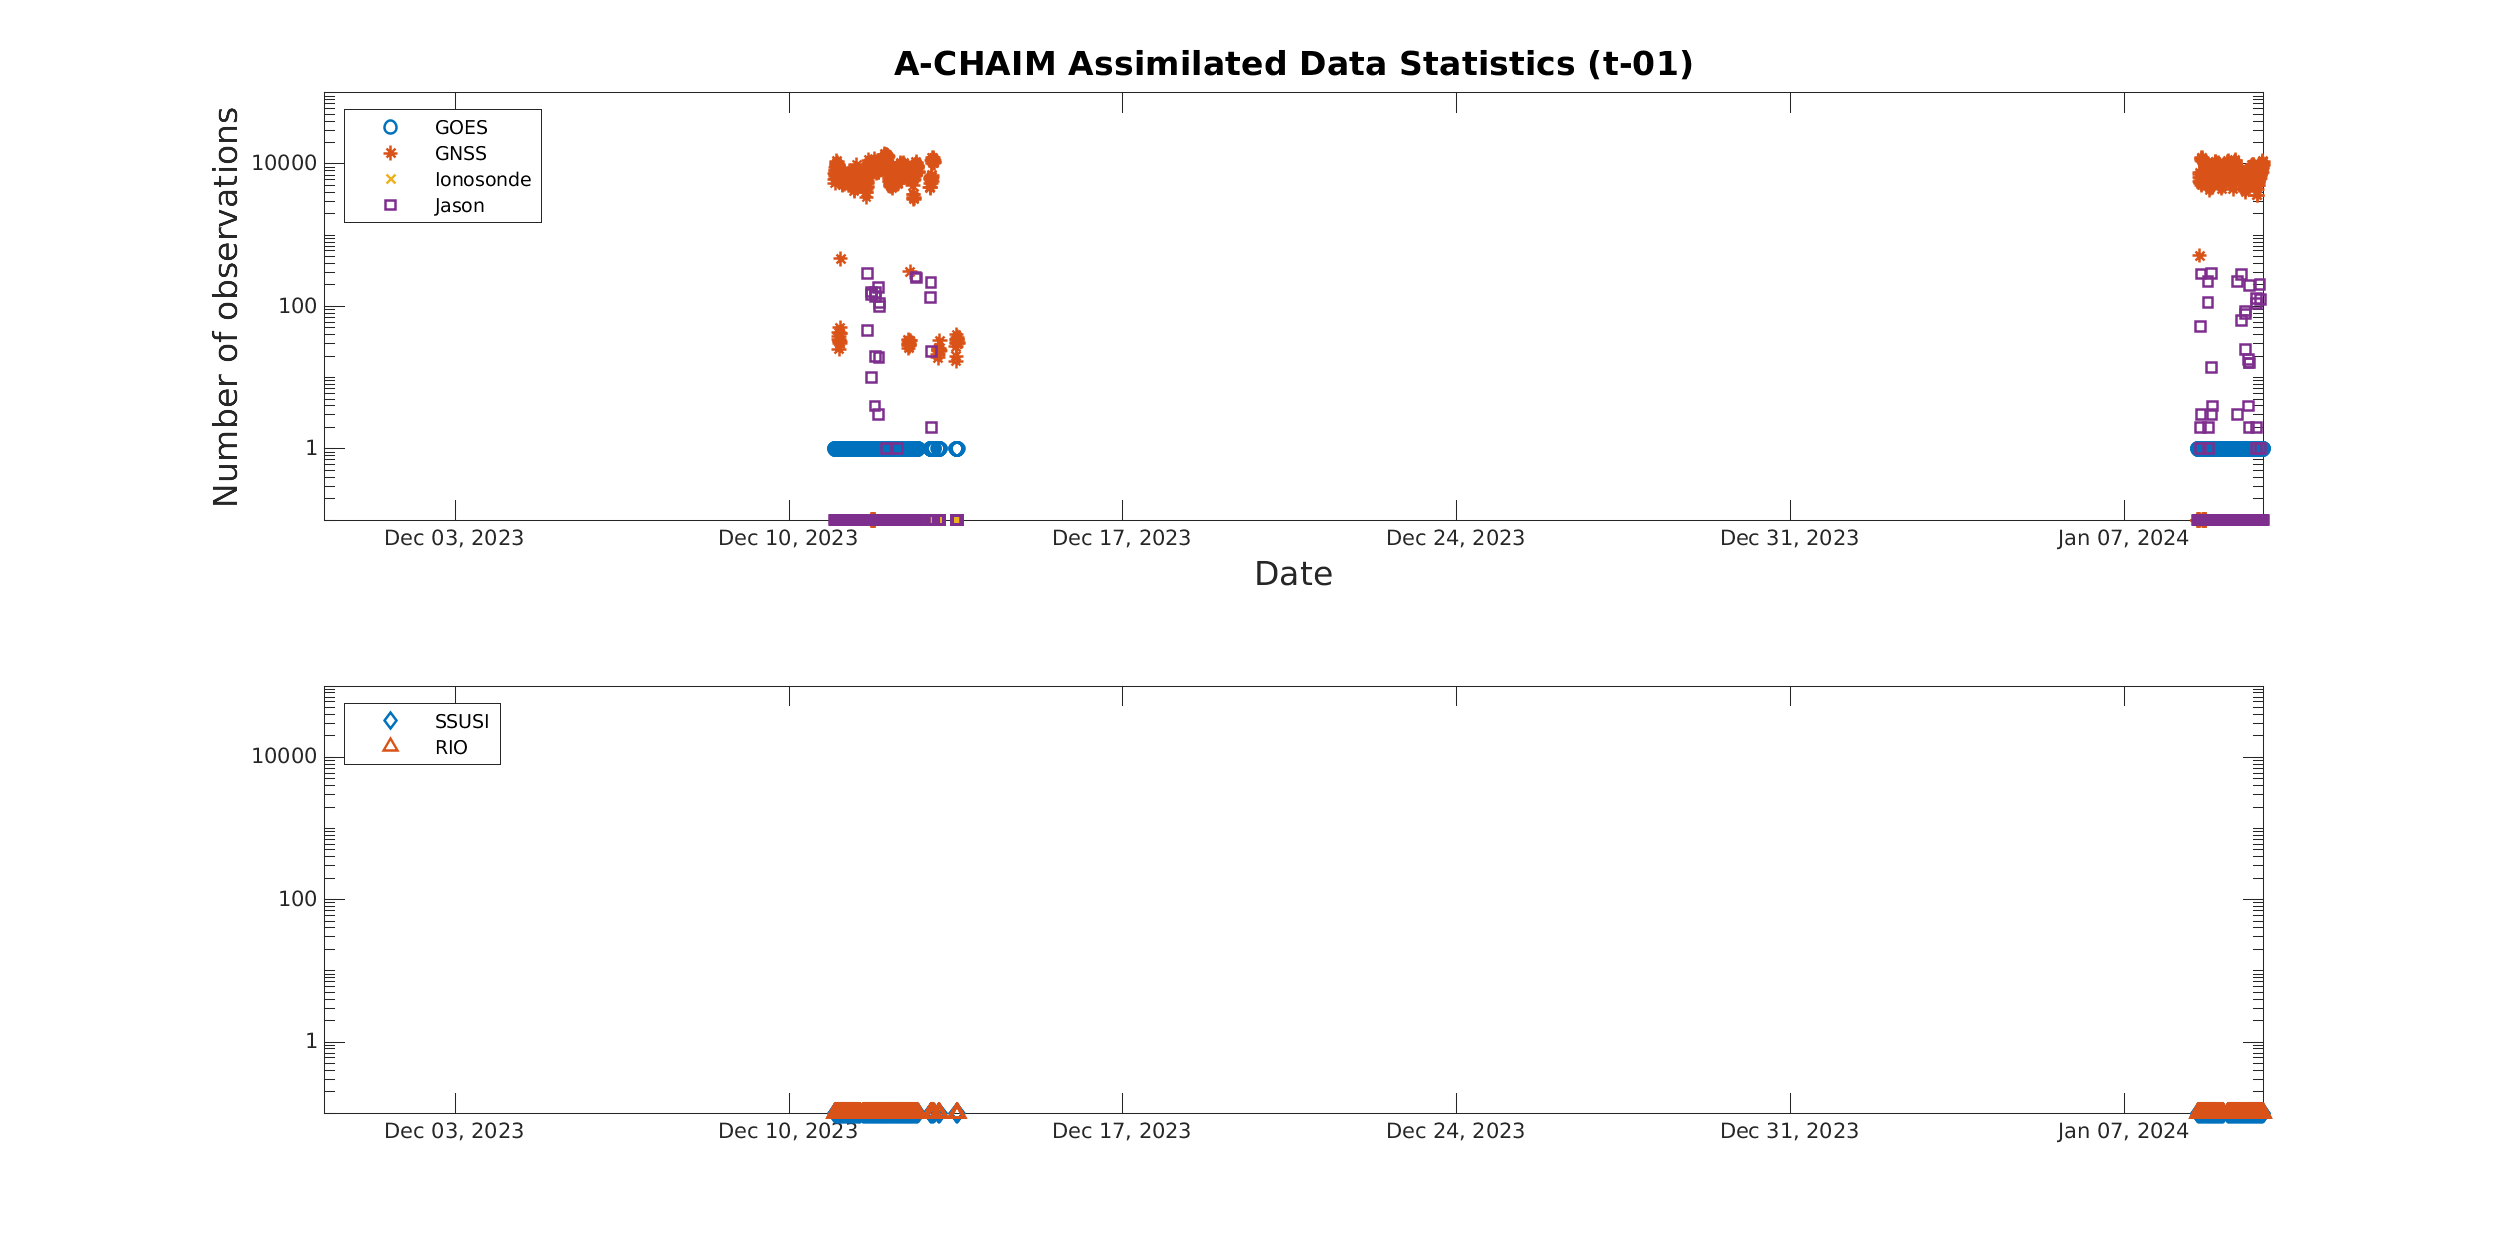 A-CHAIM Assimilated Data Statistics (t-01)
Number of observations
10000
100
1
GOES
GNSS
Ionosonde
Jason
Dec 03, 2023
Dec 10, 2023
Dec 17, 2023
Dec 24, 2023
Dec 31, 2023
Jan 07, 2024
Date
10000
100
1
SSUSI
RIO
Dec 03, 2023
Dec 10, 2023
Dec 17, 2023
Dec 24, 2023
Dec 31, 2023
Jan 07, 2024